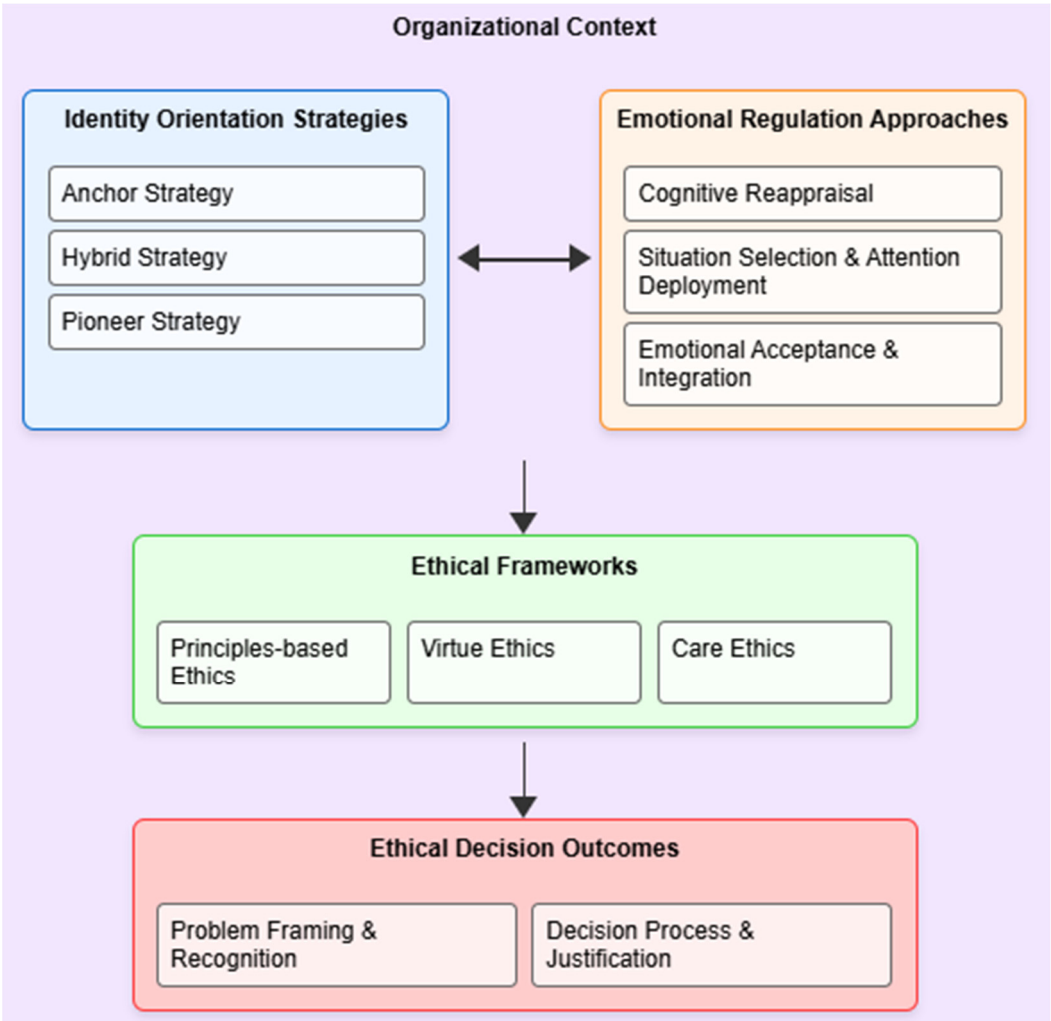 Organizational Context
Identity Orientation Strategies
Anchor Strategy
Hybrid Strategy
Pioneer Strategy
Emotional Regulation Approaches
Cognitive Reappraisal
Situation Selection & Attention
Deployment
Emotional Acceptance &
Integration
Ethical Frameworks
Principles-based
Ethics
Virtue Ethics
Care Ethics
Ethical Decision Outcomes
Problem Framing &
Recognition
Decision Process &
Justification